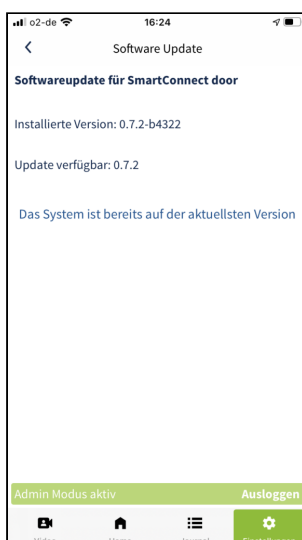 o2-de 16:24
Software Update
Softwareupdate für SmartConnect door
Installierte Version: 0.7.2-b4322
Update verfügbar: 0.7.2
Das System ist bereits auf der aktuellsten Version
Admin Modus aktiv Ausloggen